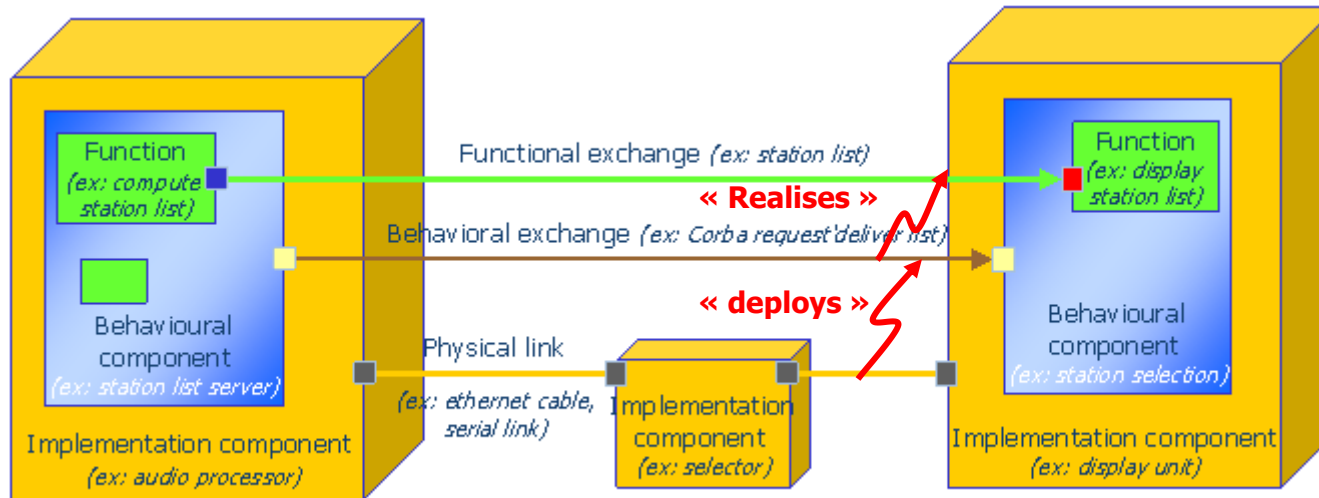 Function
(ex: compute
station list)
Functional exchange (ex: station list)
Function
(ex: display
station list)
« Realises »
Behavioral exchange (ex: Corba request'deliver list)
« deploys »
Behavioural
component
(ex: station list server)
Physical link
(ex: ethernet cable,
serial link)
Implementation
component
(ex: selector)
Behavioural
component
(ex: station selection)
Implementation component
(ex: audio processor)
Implementation component
(ex: display unit)